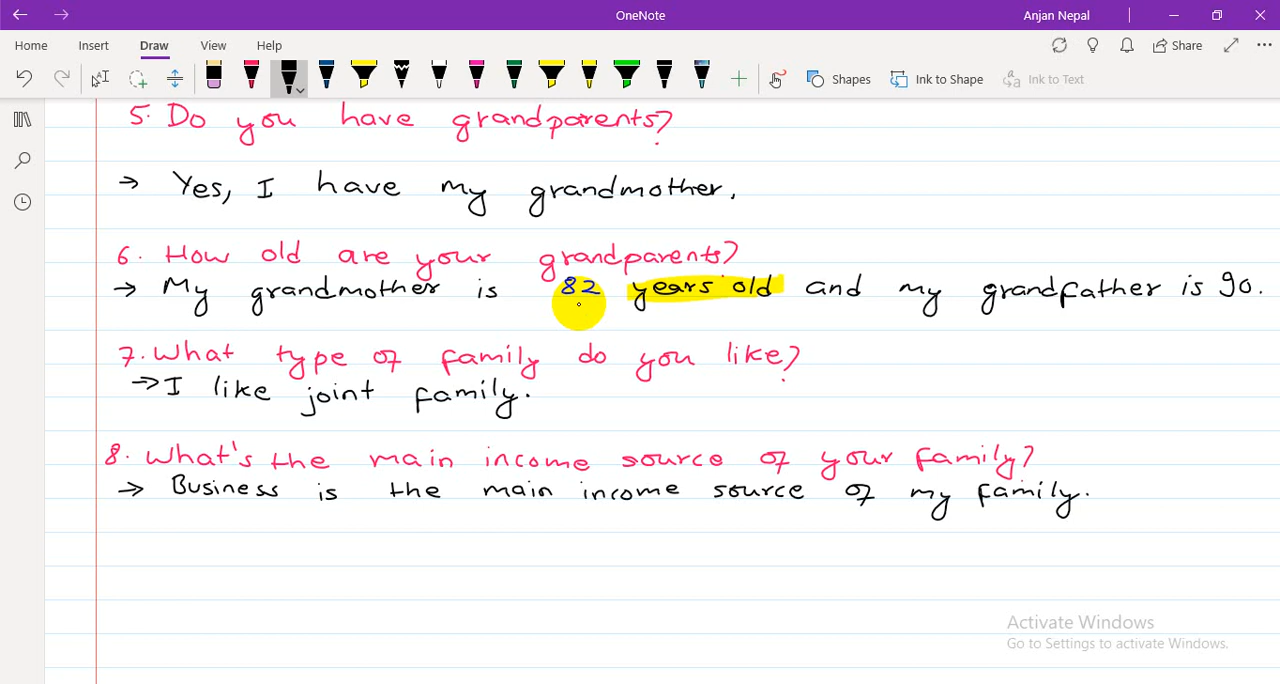 OneNote
Anjan Nepal
Home Insert Draw View Help
Share
Shapes Ink to Shape Ink to Text
5. Do you have grandparents?
→ Yes, I have my grandmother.
6. How old are your grandparents?
→ My grandmother is 82 years old and my grandfather is 90.
7. What type of family do you like?
→ I like joint family.
8. What's the main income source of your family?
→ Business is the main income source of my family.
Activate Windows
Go to Settings to activate Windows.